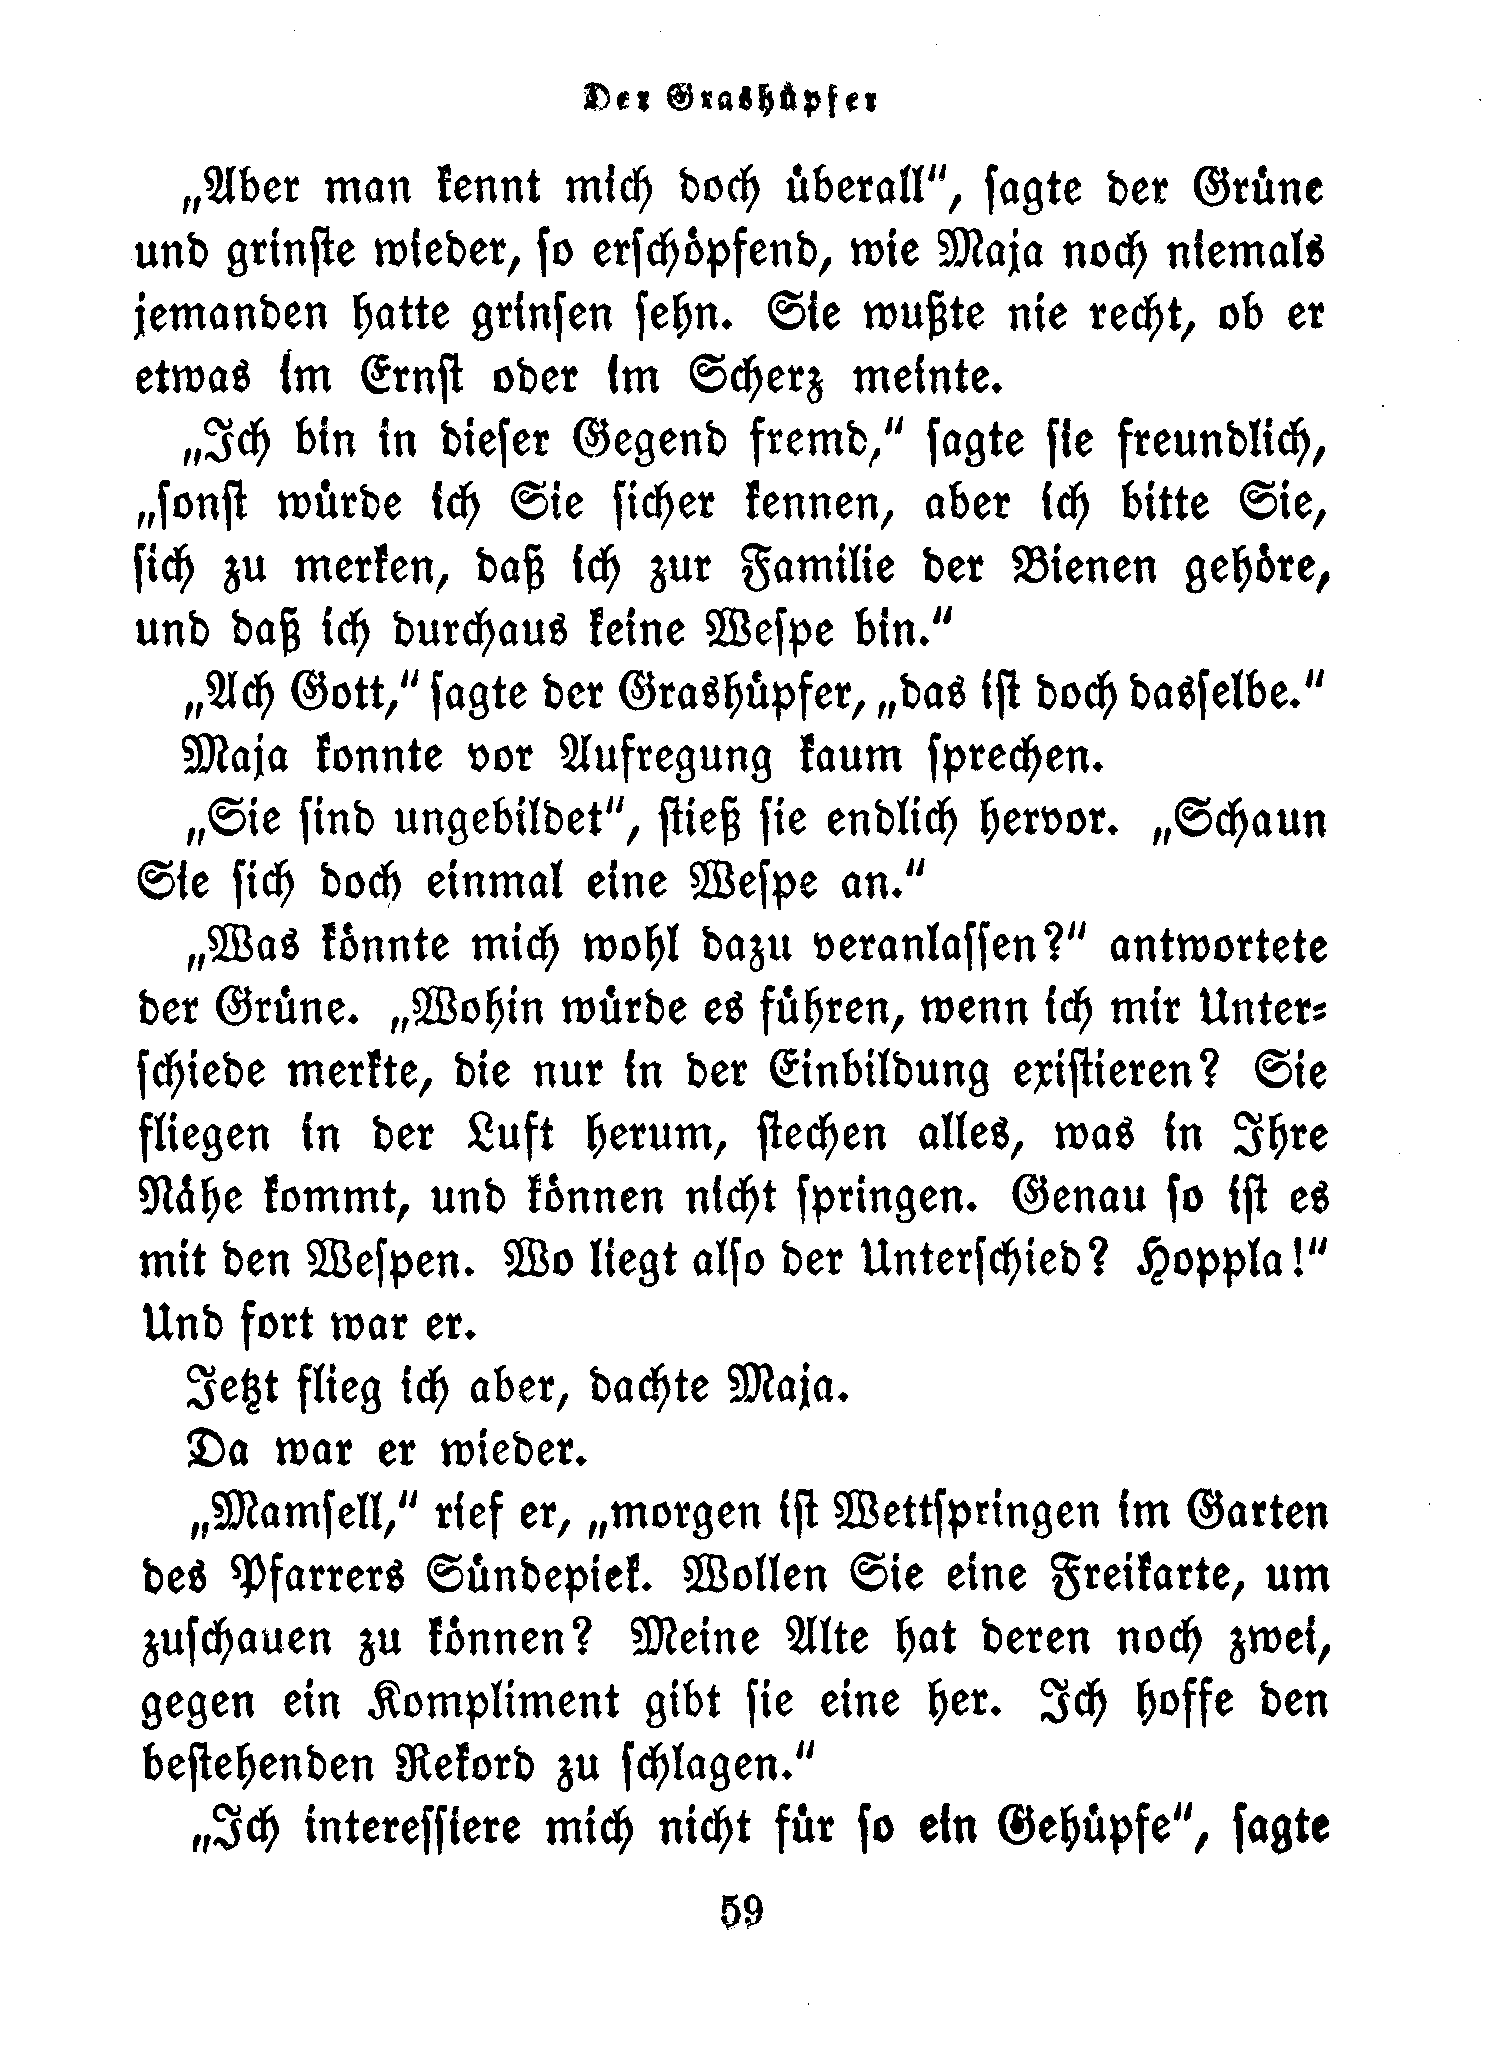 Der Grashüpfer
„Aber man kennt mich doch überall“, sagte der Grüne
und grinste wieder, so erschöpfend, wie Maja noch niemals
jemanden hatte grinsen sehn. Sie wußte nie recht, ob er
etwas im Ernst oder im Scherz meinte.
„Ich bin in dieser Gegend fremd,“ sagte sie freundlich,
„sonst würde ich Sie sicher kennen, aber ich bitte Sie,
sich zu merken, daß ich zur Familie der Bienen gehöre,
und daß ich durchaus keine Wespe bin.“
„Ach Gott,“ sagte der Grashüpfer, „das ist doch dasselbe.“
Maja konnte vor Aufregung kaum sprechen.
„Sie sind ungebildet“, stieß sie endlich hervor. „Schaun
Sie sich doch einmal eine Wespe an.“
„Was könnte mich wohl dazu veranlassen?“ antwortete
der Grüne. „Wohin würde es führen, wenn ich mir Unter-
schiede merkte, die nur in der Einbildung existieren? Sie
fliegen in der Luft herum, stechen alles, was in Ihre
Nähe kommt, und können nicht springen. Genau so ist es
mit den Wespen. Wo liegt also der Unterschied? Hoppla!“
Und fort war er.
Jetzt flieg ich aber, dachte Maja.
Da war er wieder.
„Mamsell,“ rief er, „morgen ist Wettspringen im Garten
des Pfarrers Sündepiek. Wollen Sie eine Freikarte, um
zuschauen zu können? Meine Alte hat deren noch zwei,
gegen ein Kompliment gibt sie eine her. Ich hoffe den
bestehenden Rekord zu schlagen.“
„Ich interessiere mich nicht für so ein Gehüpfe“, sagte
59